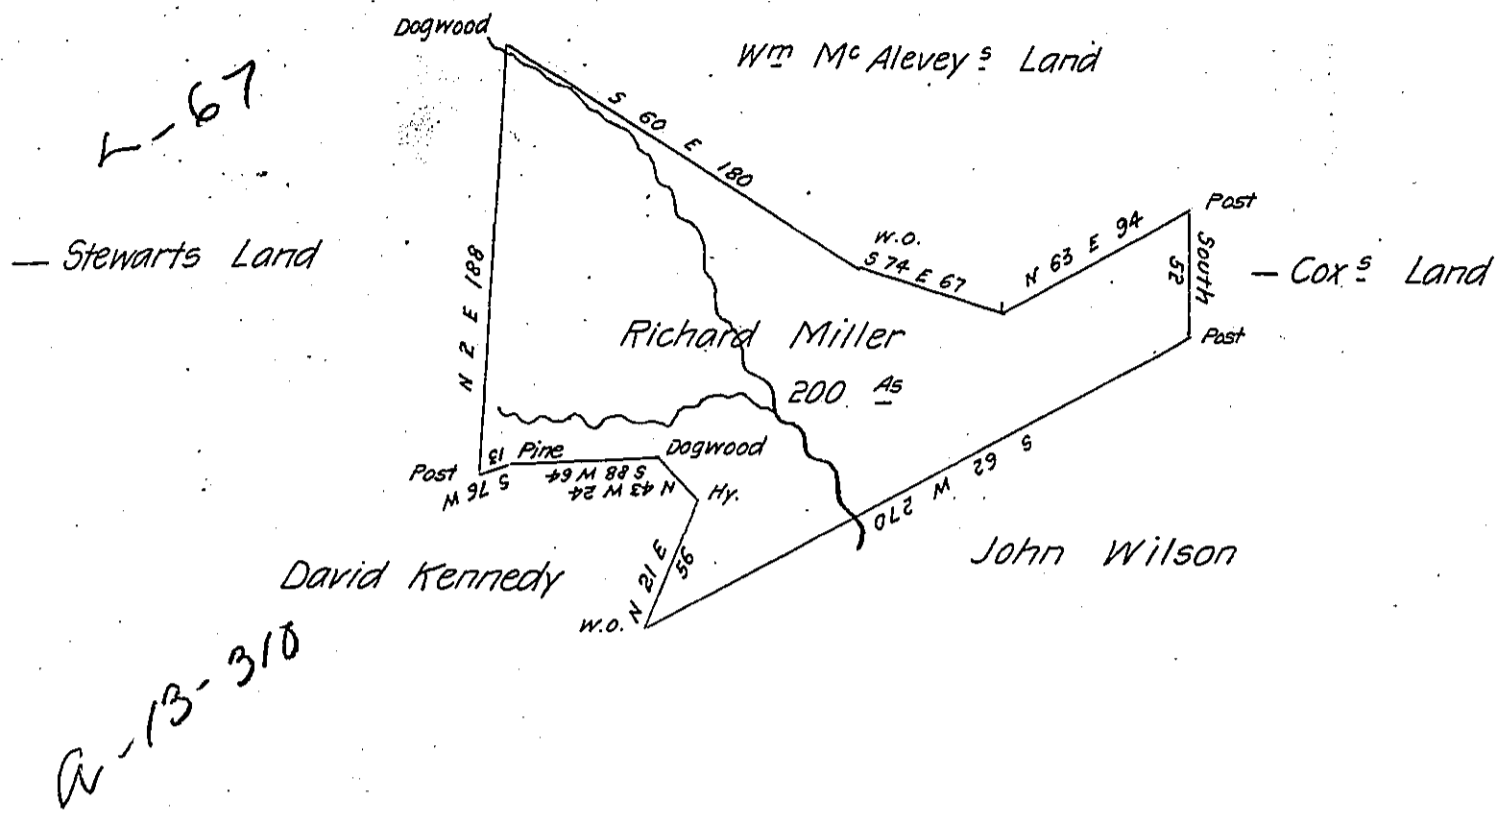 Dogwood
Wm Mc Alevey s Land
L-67
S 60 E 180
Post
W.O.
S 74 E 67
N 63 E 94
South 52
— Stewarts Land
— Cox s Land
N 2 E 188
Richard Miller
200 As
Post
Post
S 76 W 13
Pine
Dogwood
S 88 W 64
N 43 W 24
Hy.
S 62 W 270
N 21 E 56
David Kennedy
John Wilson
W.O.
a-13-310